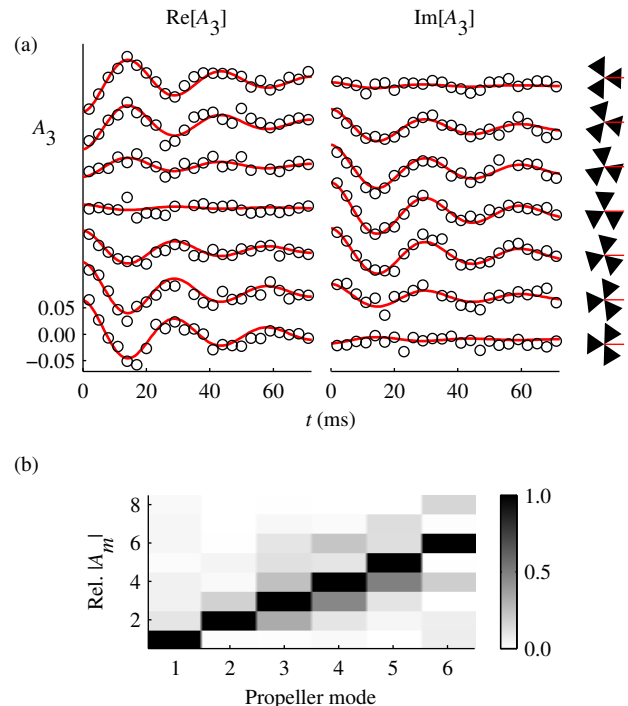 Re[A3] Im[A3]
(a)
A3
0.05
0.00
−0.05
0 20 40 60 0 20 40 60
t (ms)
(b)
8
6
4
2
Rel. |Am|
1 2 3 4 5 6
Propeller mode
1.0
0.5
0.0